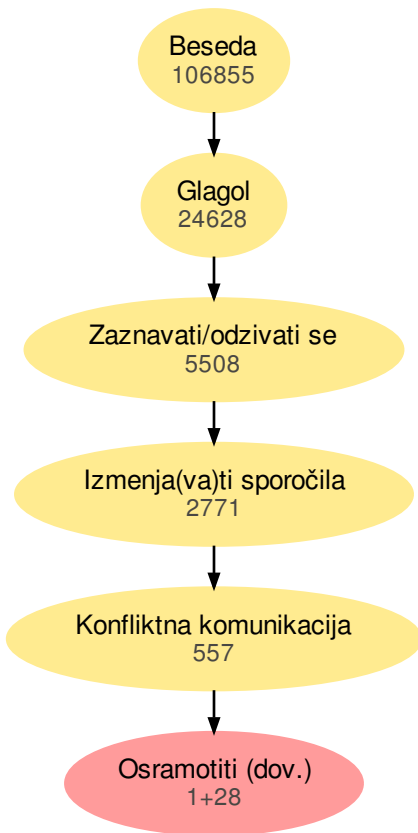 Beseda
106855
Glagol
24628
Zaznavati/odzivati se
5508
Izmenja(va)ti sporočila
2771
Konfliktna komunikacija
557
Osramotiti (dov.)
1+28